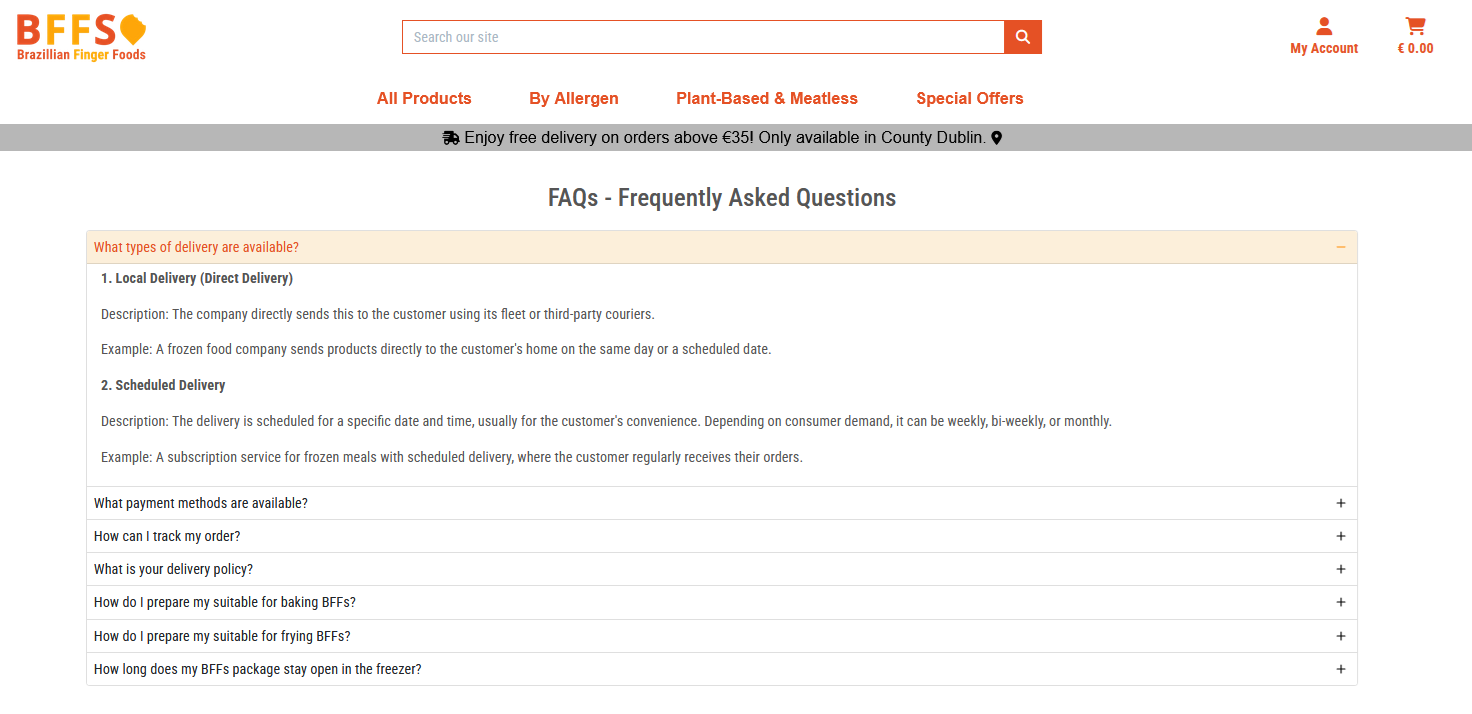 BFFS
Brazillian Finger Foods
Search our site
My Account
€ 0.00
All Products
By Allergen
Plant-Based & Meatless
Special Offers
Enjoy free delivery on orders above €35! Only available in County Dublin.
FAQs - Frequently Asked Questions
What types of delivery are available?
1. Local Delivery (Direct Delivery)
Description: The company directly sends this to the customer using its fleet or third-party couriers.
Example: A frozen food company sends products directly to the customer's home on the same day or a scheduled date.
2. Scheduled Delivery
Description: The delivery is scheduled for a specific date and time, usually for the customer's convenience. Depending on consumer demand, it can be weekly, bi-weekly, or monthly.
Example: A subscription service for frozen meals with scheduled delivery, where the customer regularly receives their orders.
What payment methods are available?
How can I track my order?
What is your delivery policy?
How do I prepare my suitable for baking BFFs?
How do I prepare my suitable for frying BFFs?
How long does my BFFs package stay open in the freezer?